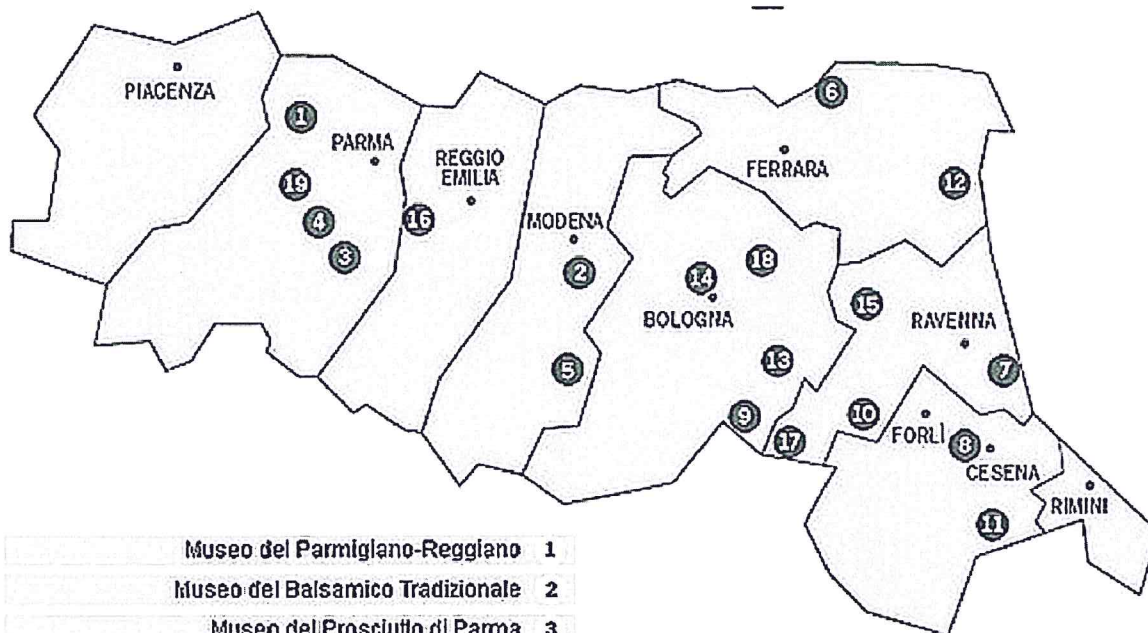 6
PIACENZA
1
PARMA
REGGIO
EMILIA
FERRARA
19
12
4
16
MODENA
3
18
2
14
15
BOLOGNA
RAVENNA
13
5
7
9
10
FORLÌ
17
8
CESENA
RIMINI
11
Museo del Parmigiano-Reggiano 1
Museo del Balsamico Tradizionale 2
Museo del Prosciutto di Parma 3